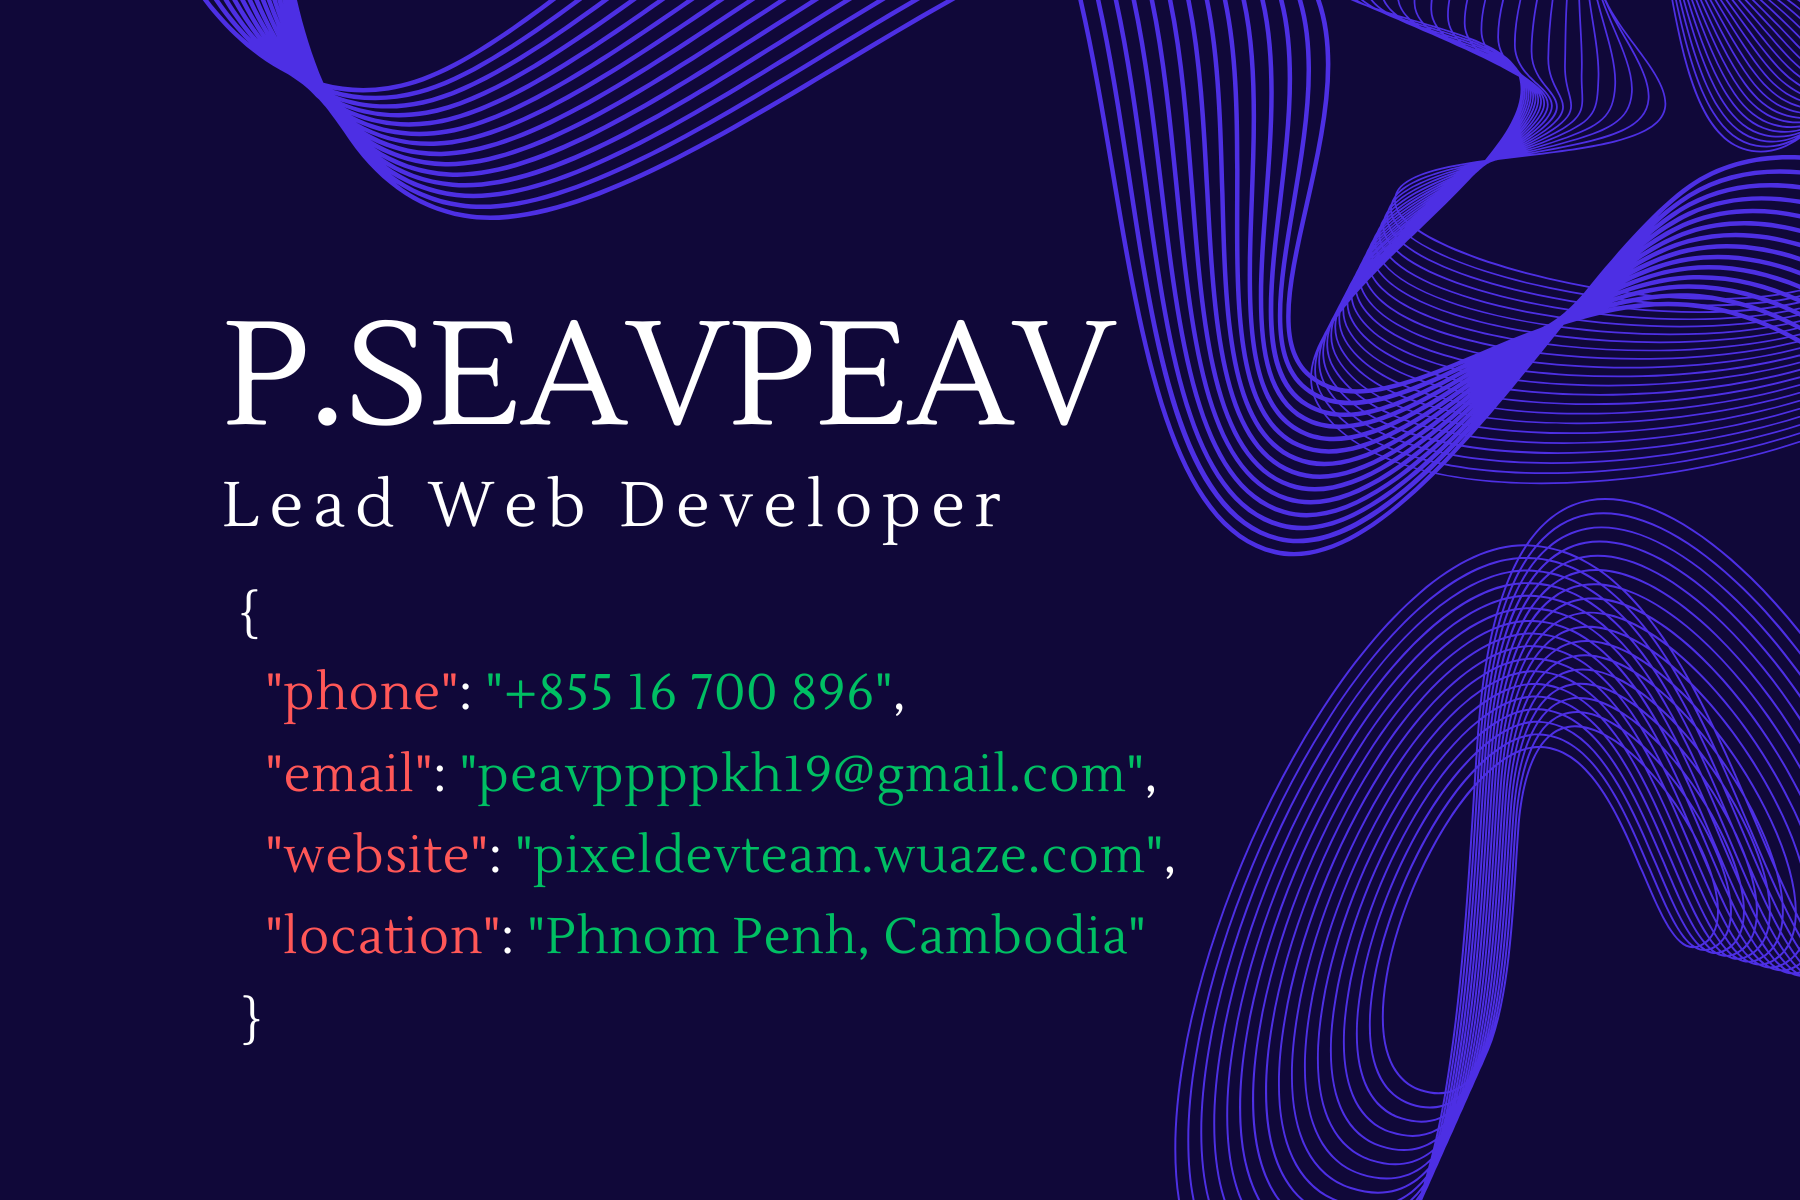 P.SEAVPEAV
Lead Web Developer
{
"phone": "+855 16 700 896",
"email": "peavppppkh19@gmail.com",
"website": "pixeldevteam.wuaze.com",
"location": "Phnom Penh, Cambodia"
}